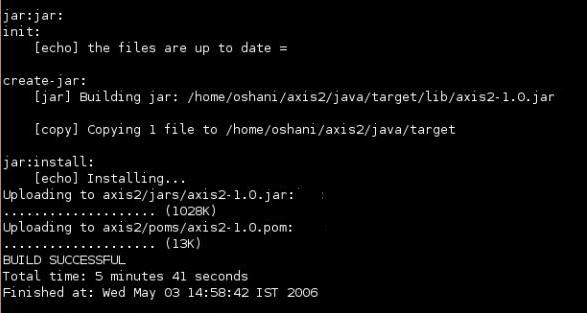 jar:jar:
init:
    [echo] the files are up to date =
create-jar:
    [jar] Building jar: /home/oshani/axis2/java/target/lib/axis2-1.0.jar
    [copy] Copying 1 file to /home/oshani/axis2/java/target
jar:install:
    [echo] Installing...
Uploading to axis2/jars/axis2-1.0.jar:
.................... (1028K)
Uploading to axis2/poms/axis2-1.0.pom:
.................... (13K)
BUILD SUCCESSFUL
Total time: 5 minutes 41 seconds
Finished at: Wed May 03 14:58:42 IST 2006